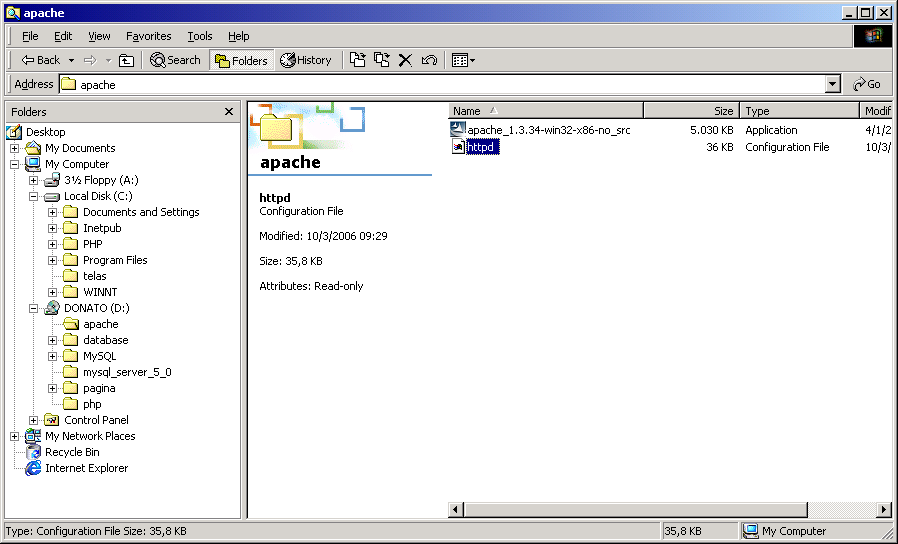 apache
File Edit View Favorites Tools Help
Back Search Folders History
Address apache Go
Folders
Desktop
My Documents
My Computer
3½ Floppy (A:)
Local Disk (C:)
Documents and Settings
Inetpub
PHP
Program Files
telas
WINNT
DONATO (D:)
apache
database
MySQL
mysql_server_5_0
pagina
php
Control Panel
My Network Places
Recycle Bin
Internet Explorer
apache
httpd
Configuration File
Modified: 10/3/2006 09:29
Size: 35,8 KB
Attributes: Read-only
Name Size Type Modif
apache_1.3.34-win32-x86-no_src 5.030 KB Application 4/1/2
httpd 36 KB Configuration File 10/3/
Type: Configuration File Size: 35,8 KB 35,8 KB My Computer